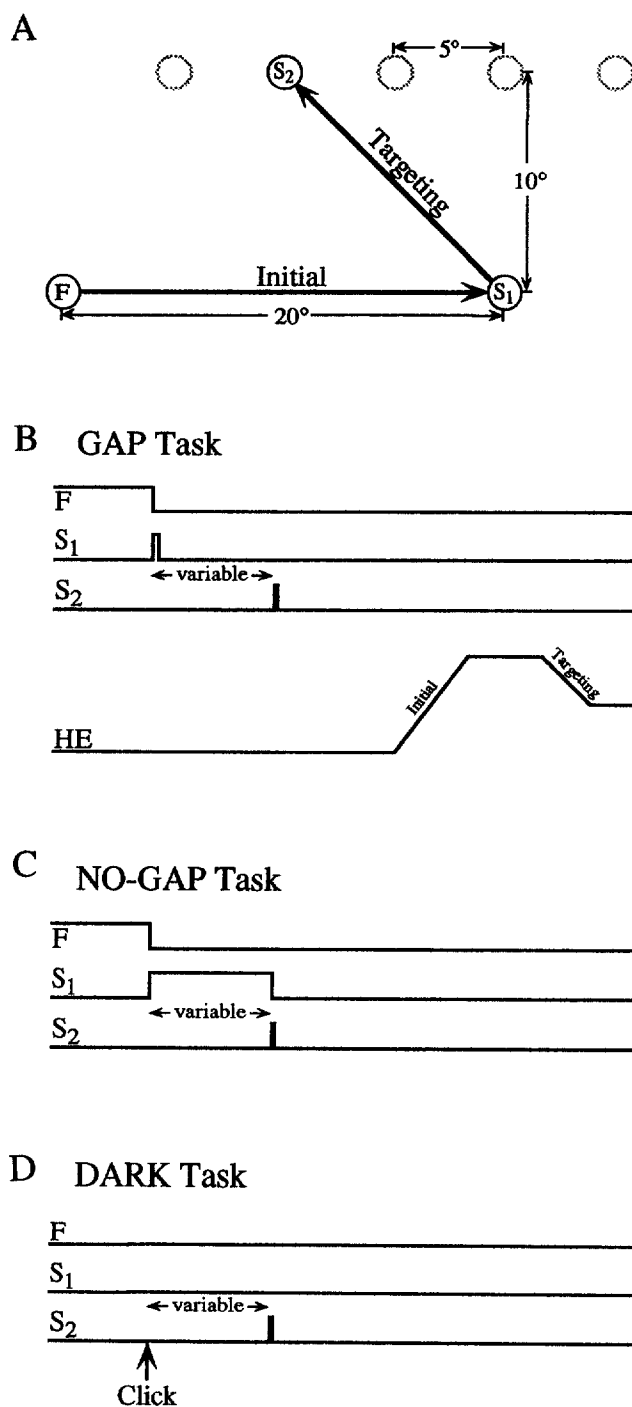 A
S2
5°
Targeting
10°
Initial
F
S1
20°
B GAP Task
F
S1
← variable →
S2
Initial
Targeting
HE
C NO-GAP Task
F
S1
← variable →
S2
D DARK Task
F
S1
← variable →
S2
Click